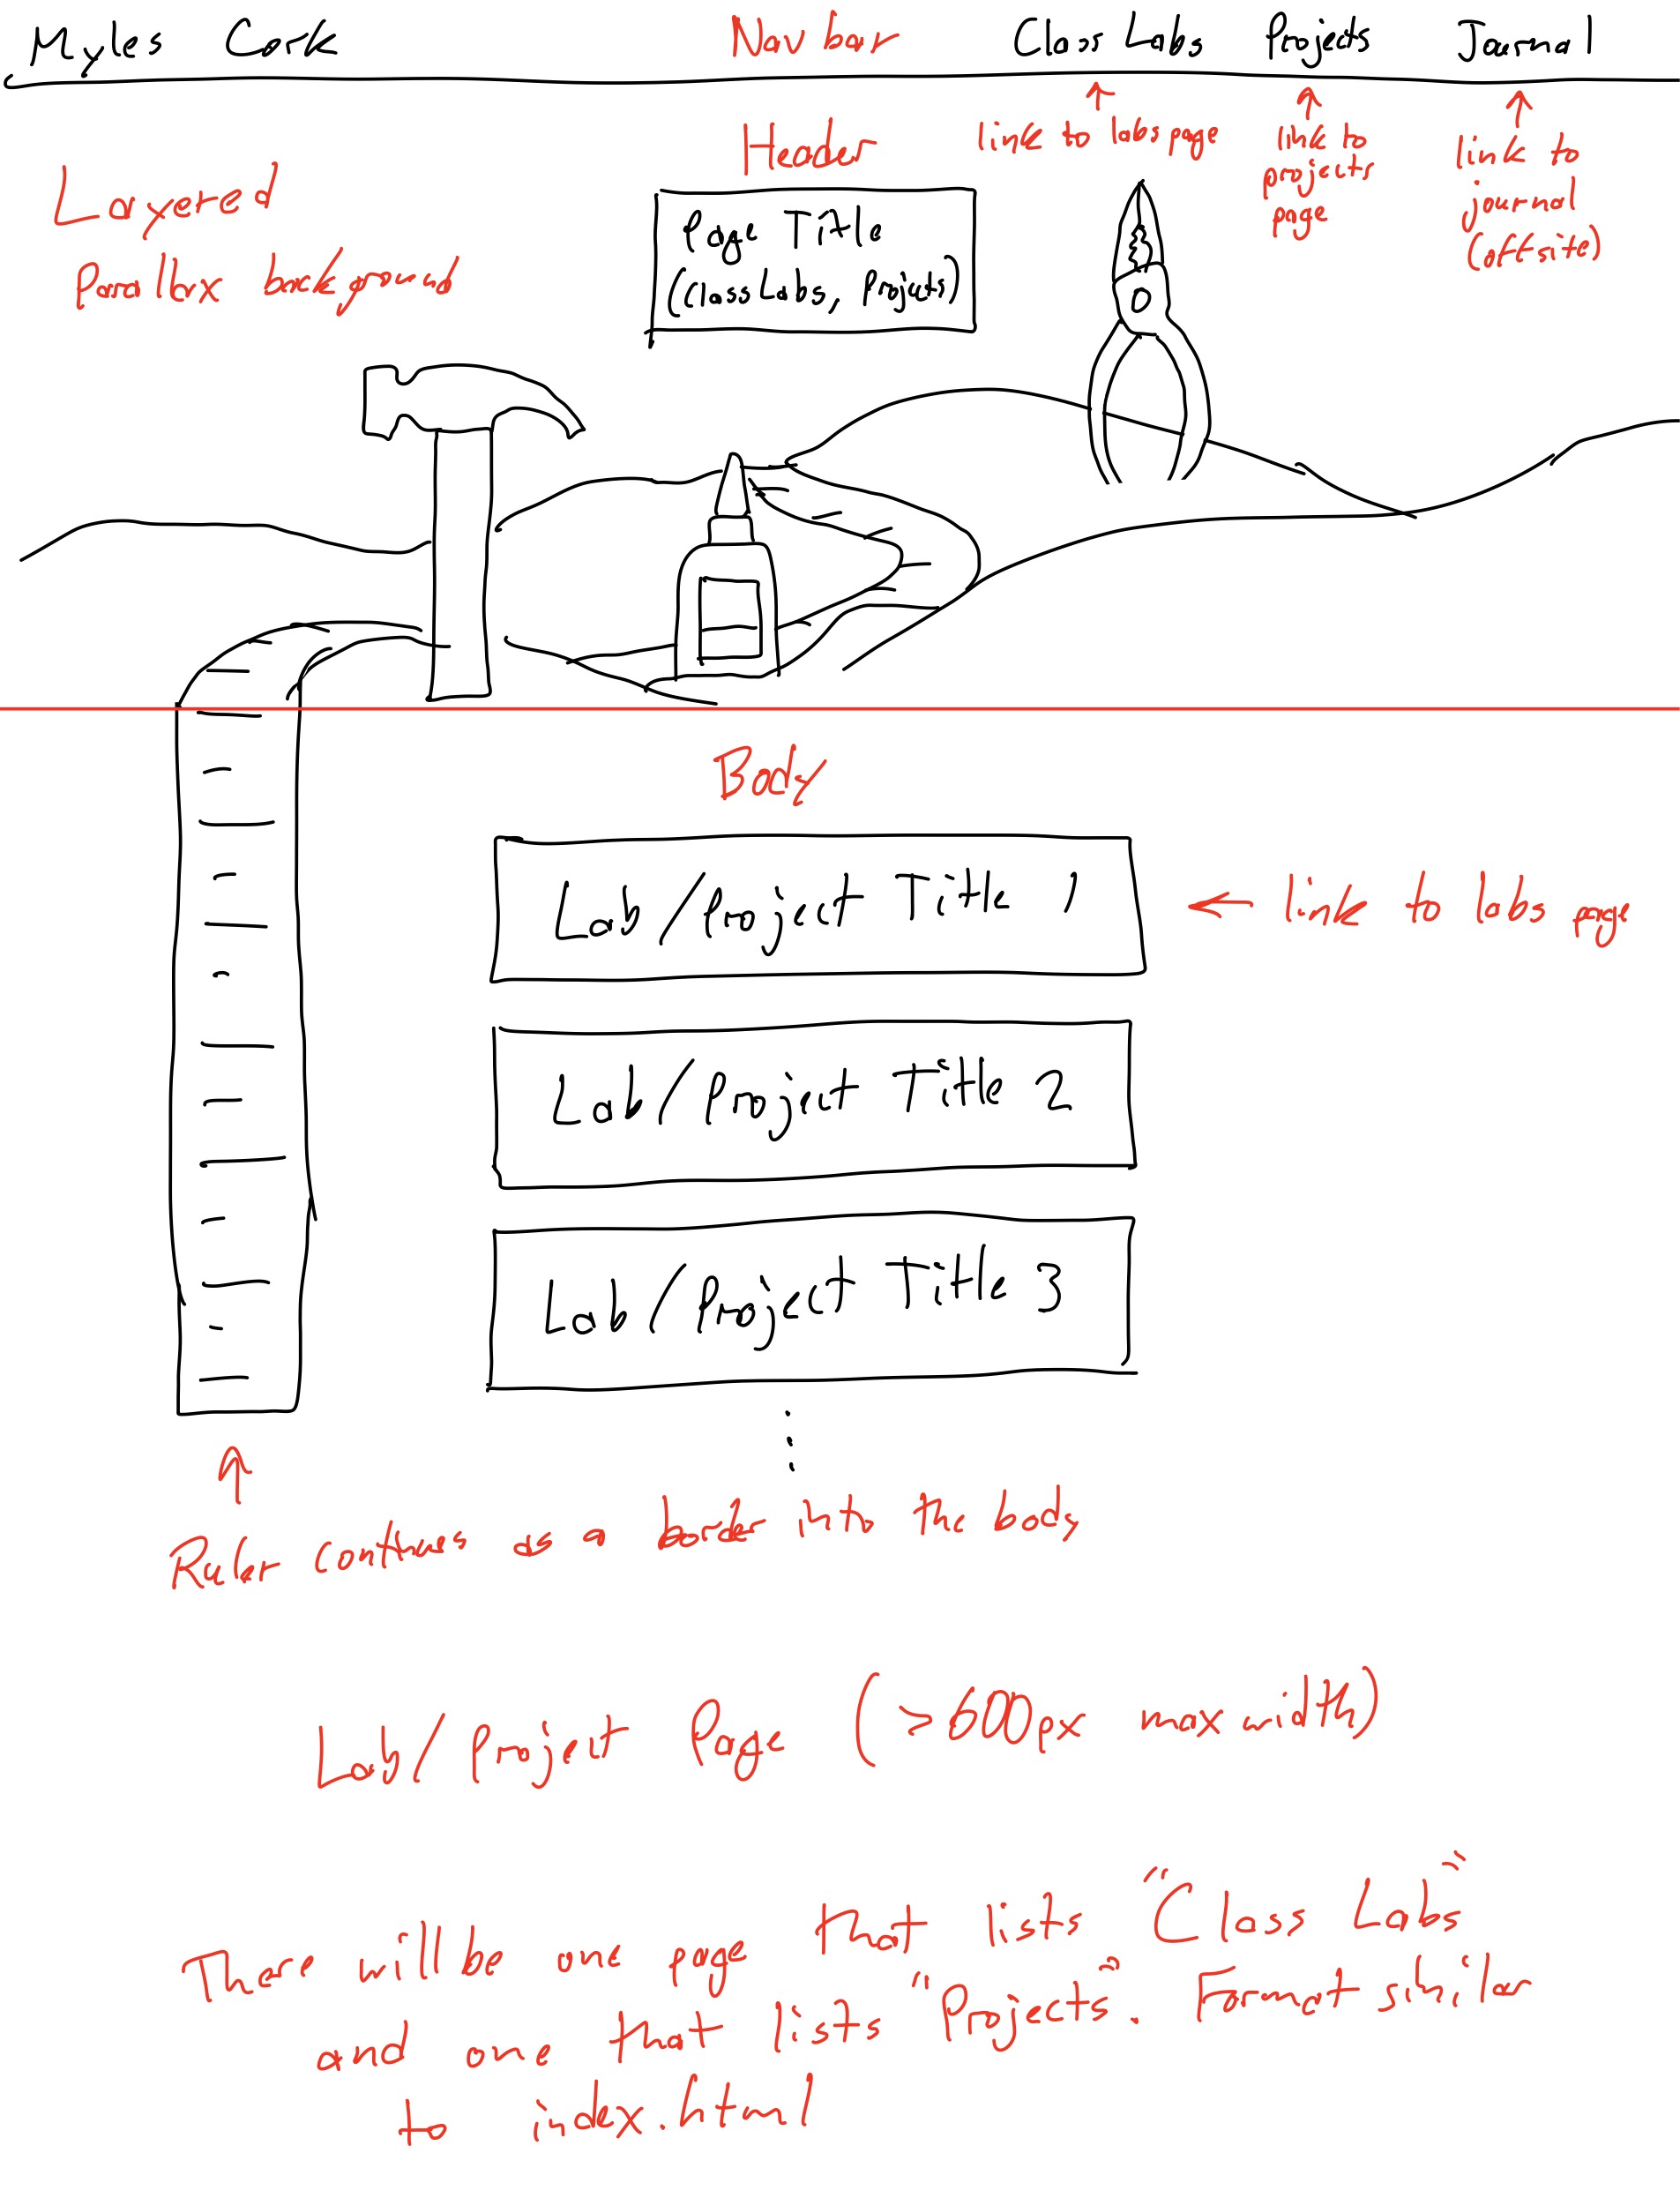 Myles Cook
Nav bar
Class Labs
Projects
Journal
Header
link to labs page
link to
projects
page
link to
journal
(offsite)
Layered
Parallax background
Page Title
(Class Labs, Projects)
Body
Lab/Project Title 1
link to labs page
Lab/Project Title 2
Lab/Project Title 3
Ruler continues as a border into the body
Lab/Project Page (~600px max width)
There will be one page that lists "Class Labs"
and one that lists "Projects". Format similar
to index.html